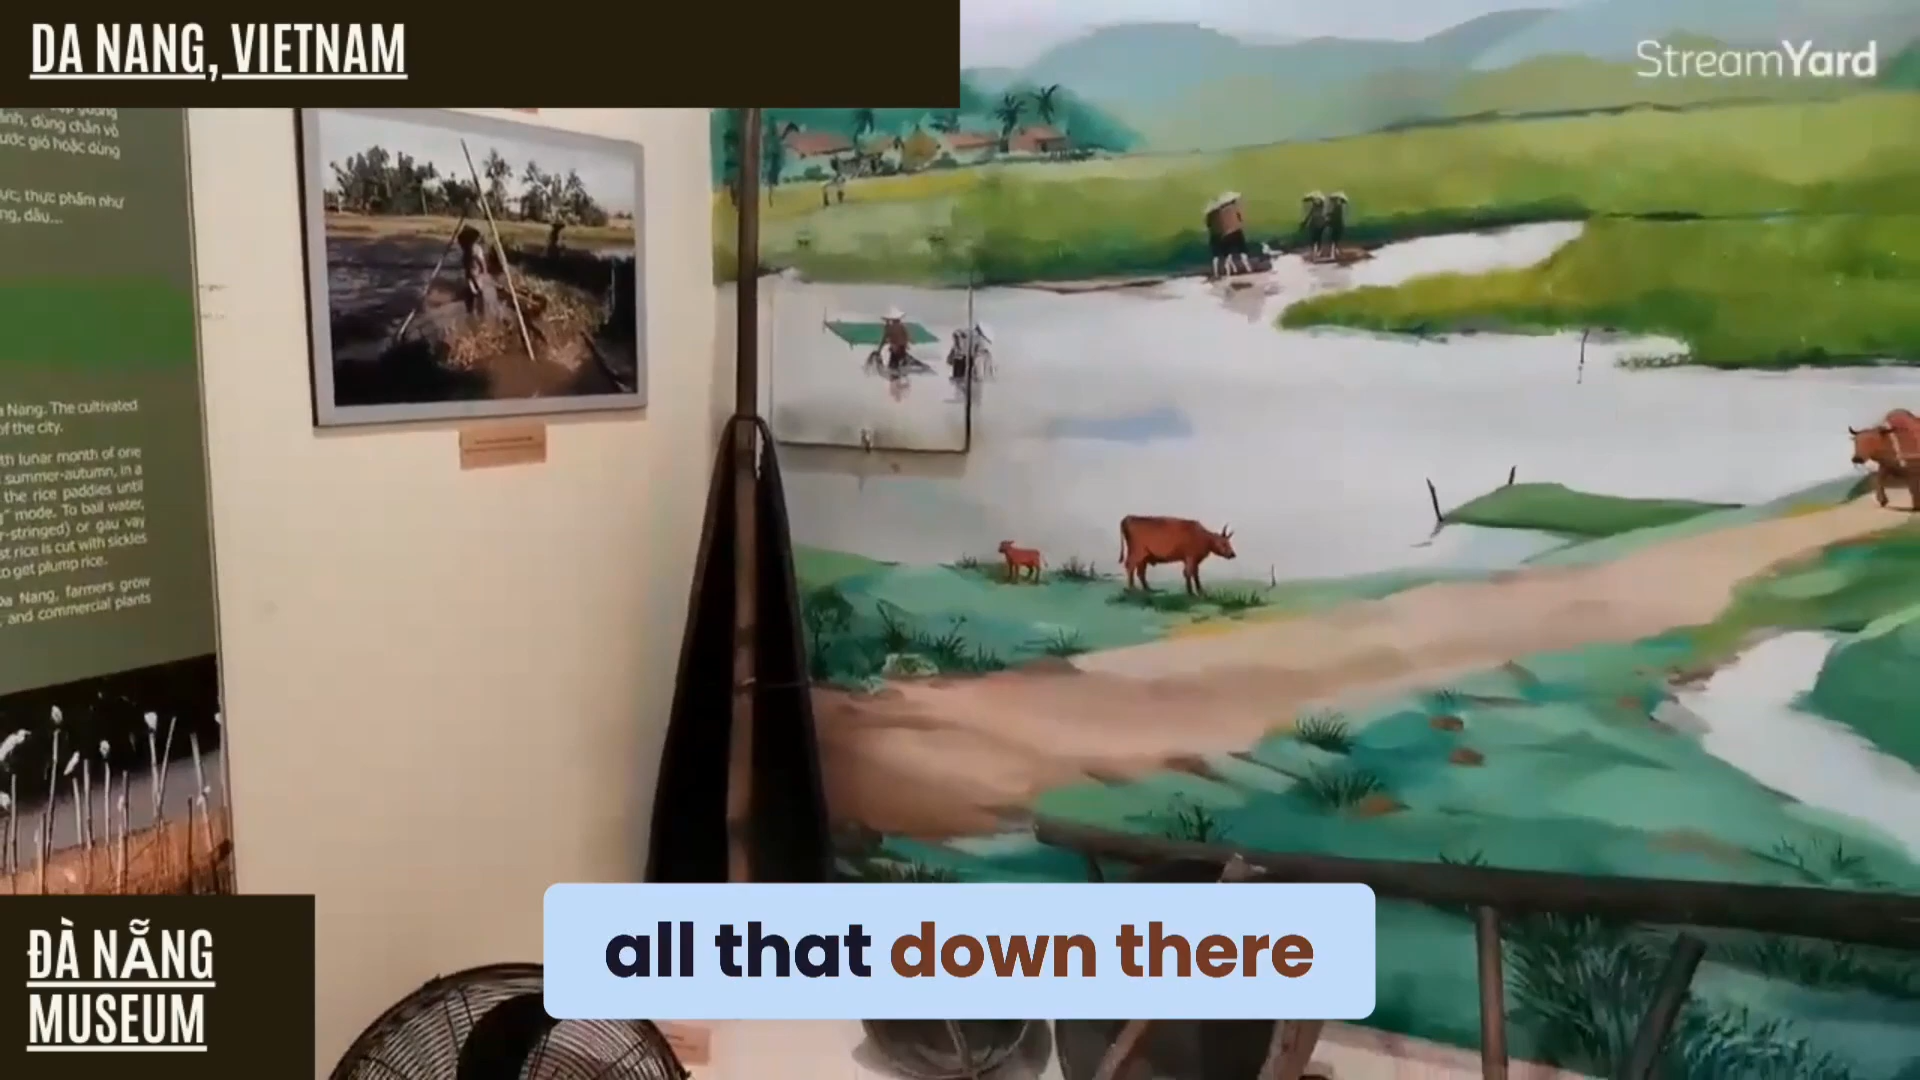 DA NANG, VIETNAM
StreamYard
ảnh, dùng chân vò
ước gió hoặc dùng
ực, thực phẩm như
ng, dầu...
Nang. The cultivated
of the city.
th lunar month of one
summer-autumn, in a
the rice paddies until
mode. To bail water,
r-stringed) or gau vay
st rice is cut with sickles
to get plump rice.
Da Nang, farmers grow
and commercial plants
all that down there
ĐÀ NẴNG
MUSEUM